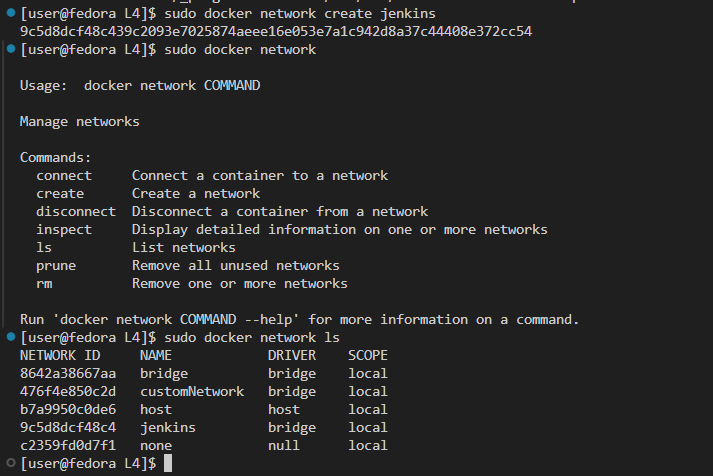 [user@fedora L4]$ sudo docker network create jenkins
9c5d8dcf48c439c2093e7025874aeee16e053e7a1c942d8a37c44408e372cc54
[user@fedora L4]$ sudo docker network

Usage:  docker network COMMAND

Manage networks

Commands:
  connect     Connect a container to a network
  create      Create a network
  disconnect  Disconnect a container from a network
  inspect     Display detailed information on one or more networks
  ls          List networks
  prune       Remove all unused networks
  rm          Remove one or more networks

Run 'docker network COMMAND --help' for more information on a command.
[user@fedora L4]$ sudo docker network ls
NETWORK ID     NAME            DRIVER    SCOPE
8642a38667aa   bridge          bridge    local
476f4e850c2d   customNetwork   bridge    local
b7a9950c0de6   host            host      local
9c5d8dcf48c4   jenkins         bridge    local
c2359fd0d7f1   none            null      local
[user@fedora L4]$